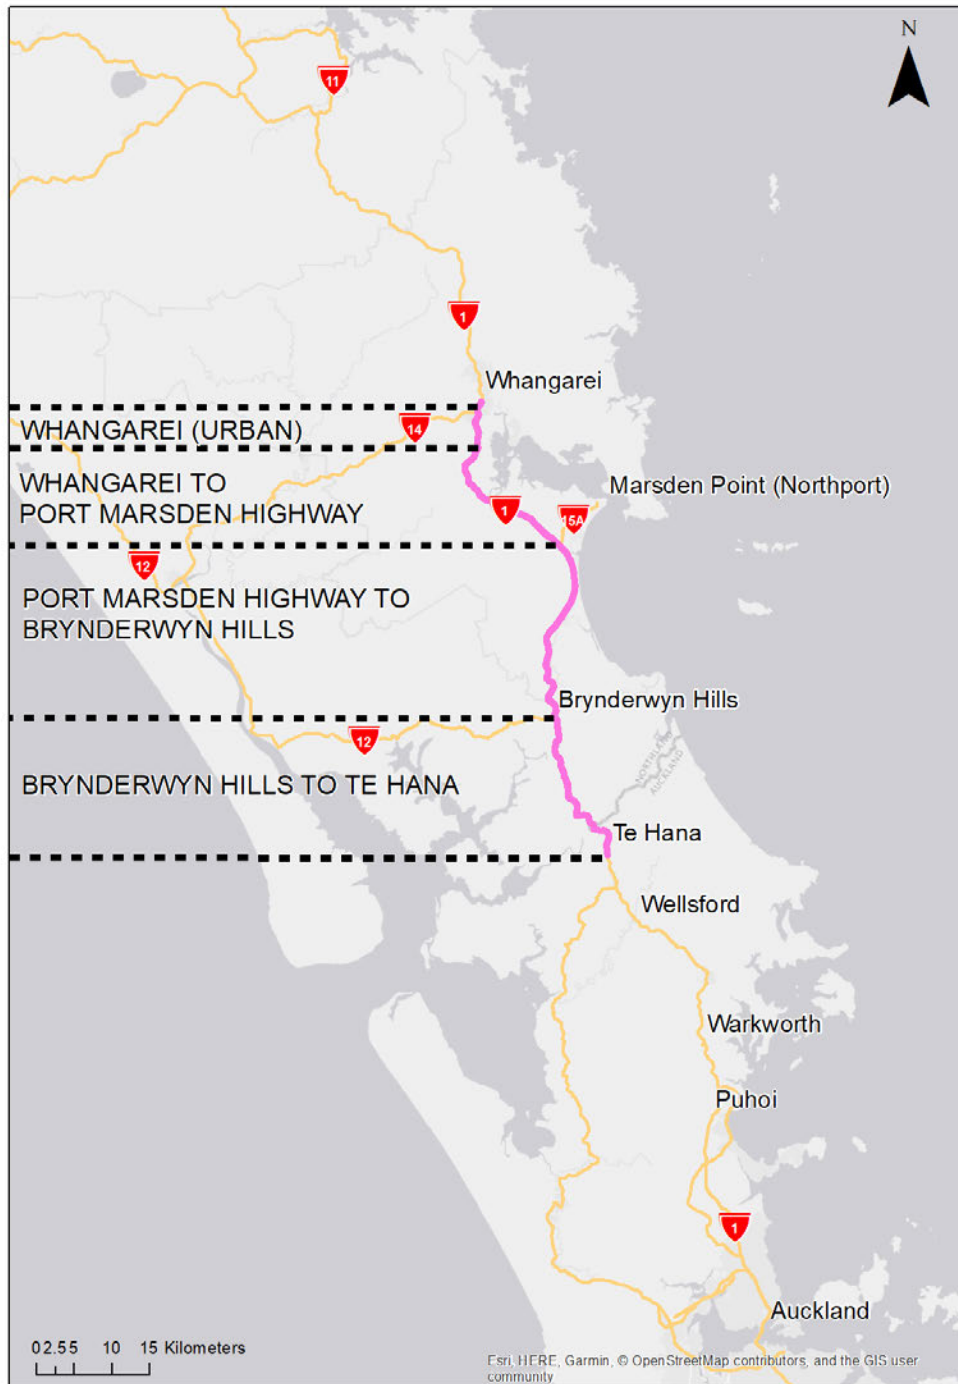 N
11
1
Whangarei
WHANGAREI (URBAN)
14
WHANGAREI TO
PORT MARSDEN HIGHWAY
Marsden Point (Northport)
1
15A
12
PORT MARSDEN HIGHWAY TO
BRYNDERWYN HILLS
Brynderwyn Hills
12
NORTHLAND
AUCKLAND
BRYNDERWYN HILLS TO TE HANA
Te Hana
Wellsford
Warkworth
Puhoi
1
Auckland
02.55 10 15 Kilometers
Esri, HERE, Garmin, © OpenStreetMap contributors, and the GIS user
community